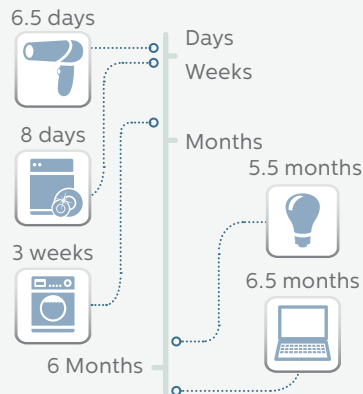 6.5 days
Days
Weeks
8 days
Months
5.5 months
3 weeks
6.5 months
6 Months